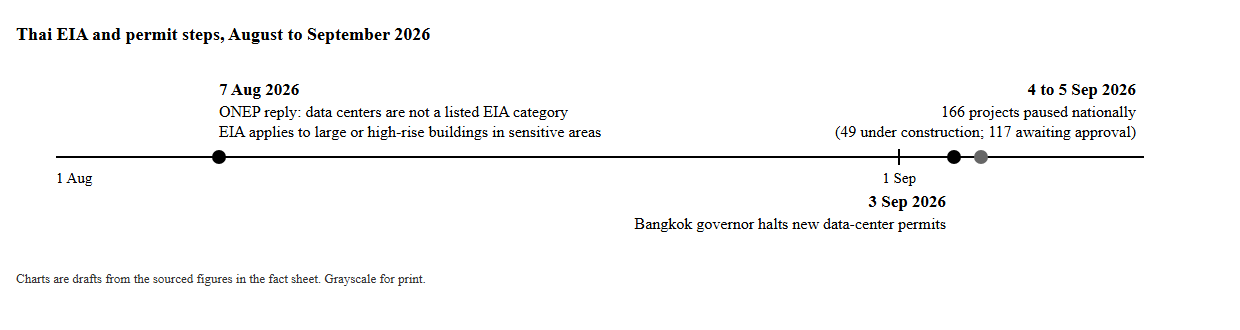 Thai EIA and permit steps, August to September 2026
7 Aug 2026
ONEP reply: data centers are not a listed EIA category
EIA applies to large or high-rise buildings in sensitive areas
4 to 5 Sep 2026
166 projects paused nationally
(49 under construction; 117 awaiting approval)
1 Aug
1 Sep
3 Sep 2026
Bangkok governor halts new data-center permits
Charts are drafts from the sourced figures in the fact sheet. Grayscale for print.